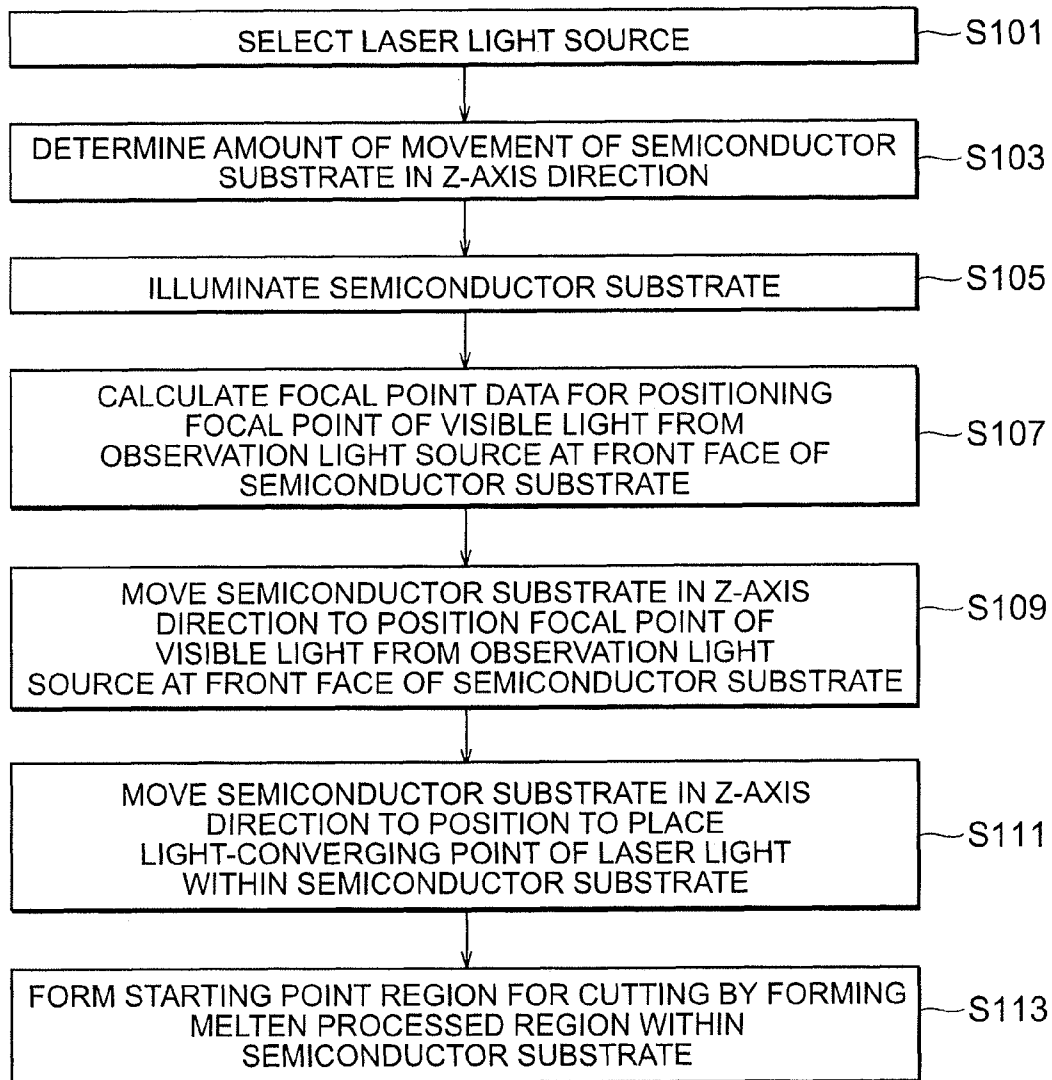 SELECT LASER LIGHT SOURCE
S101
DETERMINE AMOUNT OF MOVEMENT OF SEMICONDUCTOR
SUBSTRATE IN Z-AXIS DIRECTION
S103
ILLUMINATE SEMICONDUCTOR SUBSTRATE
S105
CALCULATE FOCAL POINT DATA FOR POSITIONING
FOCAL POINT OF VISIBLE LIGHT FROM
OBSERVATION LIGHT SOURCE AT FRONT FACE OF
SEMICONDUCTOR SUBSTRATE
S107
MOVE SEMICONDUCTOR SUBSTRATE IN Z-AXIS
DIRECTION TO POSITION FOCAL POINT OF
VISIBLE LIGHT FROM OBSERVATION LIGHT
SOURCE AT FRONT FACE OF SEMICONDUCTOR SUBSTRATE
S109
MOVE SEMICONDUCTOR SUBSTRATE IN Z-AXIS
DIRECTION TO POSITION TO PLACE
LIGHT-CONVERGING POINT OF LASER LIGHT
WITHIN SEMICONDUCTOR SUBSTRATE
S111
FORM STARTING POINT REGION FOR CUTTING BY FORMING
MELTEN PROCESSED REGION WITHIN
SEMICONDUCTOR SUBSTRATE
S113